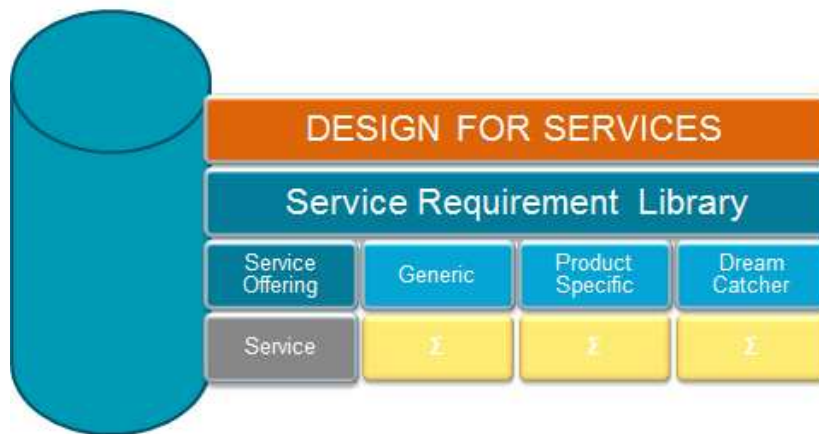 DESIGN FOR SERVICES
Service Requirement Library
Service
Offering
Generic
Product
Specific
Dream
Catcher
Service
Σ
Σ
Σ